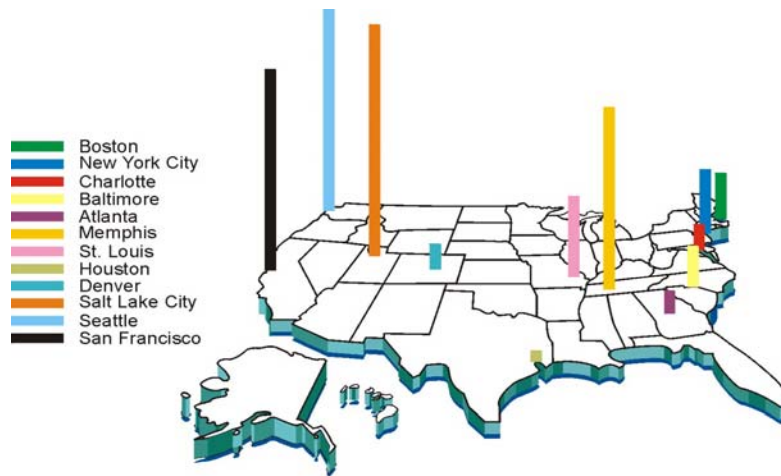 Boston
New York City
Charlotte
Baltimore
Atlanta
Memphis
St. Louis
Houston
Denver
Salt Lake City
Seattle
San Francisco